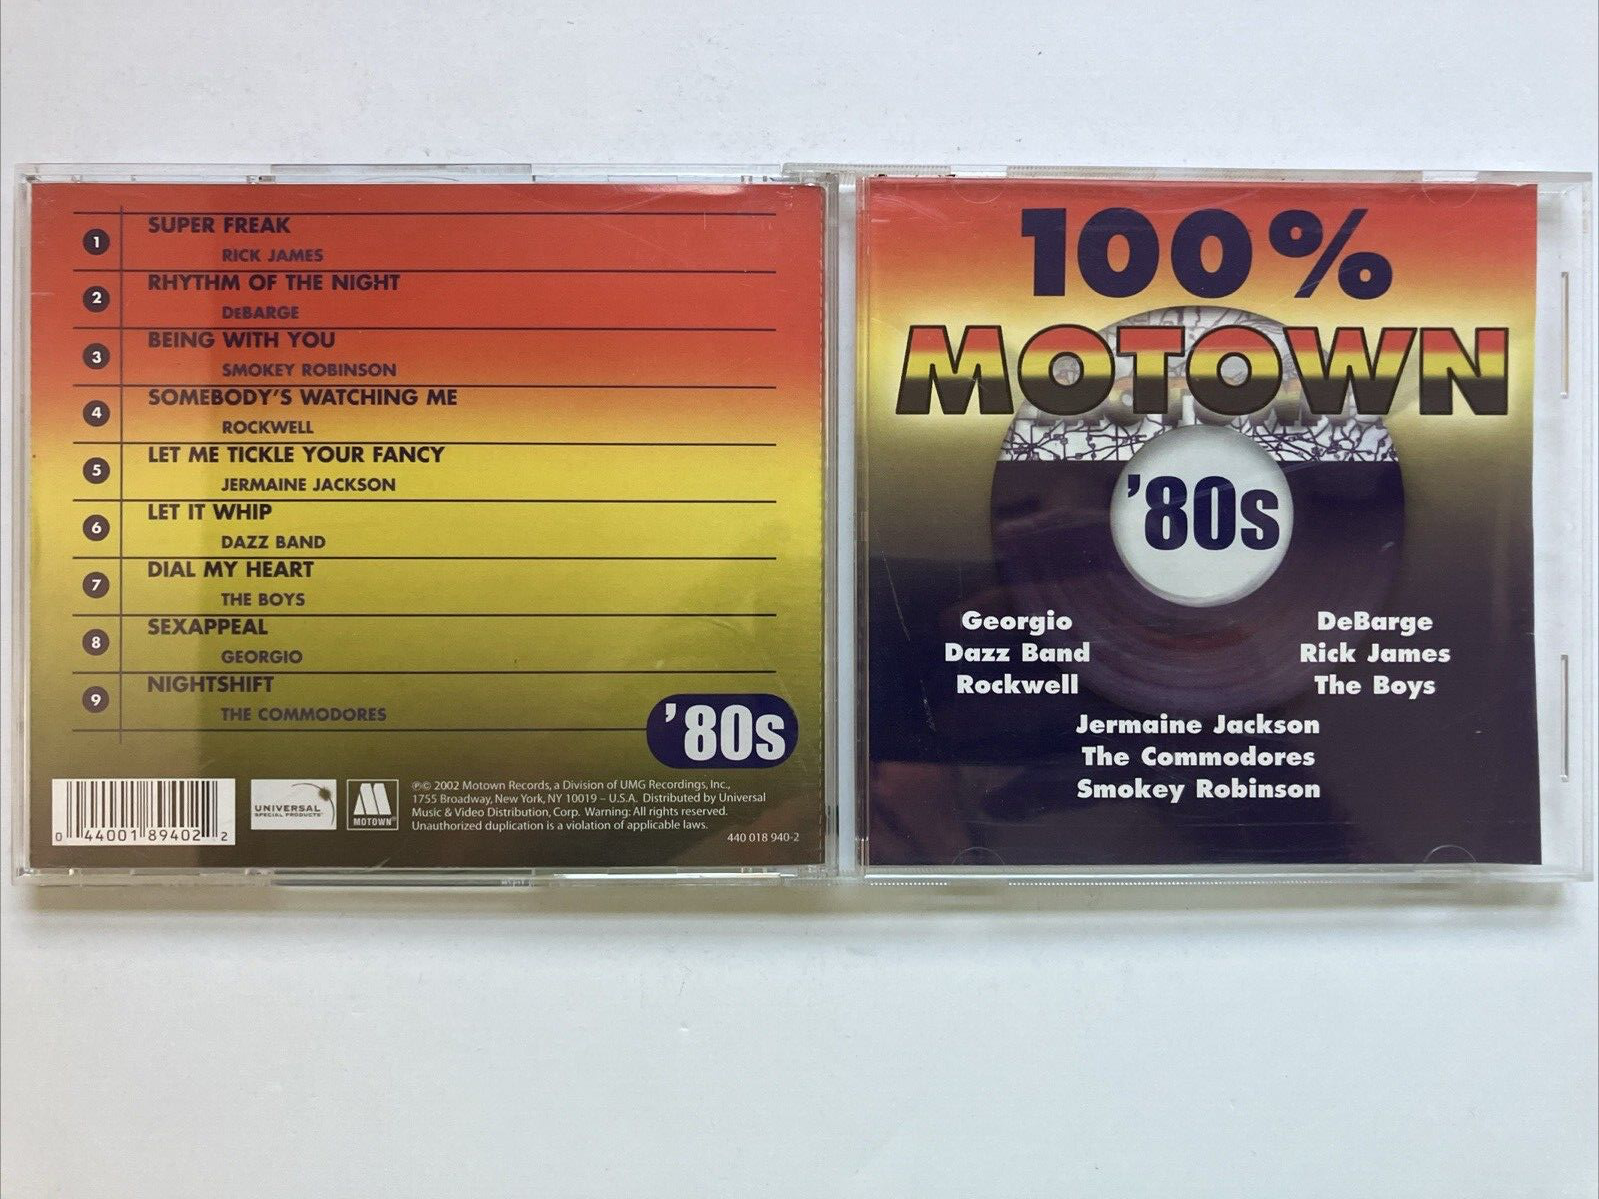 1
SUPER FREAK
RICK JAMES
2
RHYTHM OF THE NIGHT
DeBARGE
3
BEING WITH YOU
SMOKEY ROBINSON
4
SOMEBODY'S WATCHING ME
ROCKWELL
5
LET ME TICKLE YOUR FANCY
JERMAINE JACKSON
6
LET IT WHIP
DAZZ BAND
7
DIAL MY HEART
THE BOYS
8
SEXAPPEAL
GEORGIO
9
NIGHTSHIFT
THE COMMODORES
'80s
0 44001 89402 2
UNIVERSAL
SPECIAL PRODUCTS
M
MOTOWN®
℗© 2002 Motown Records, a Division of UMG Recordings, Inc.,
1755 Broadway, New York, NY 10019 – U.S.A. Distributed by Universal
Music & Video Distribution, Corp. Warning: All rights reserved.
Unauthorized duplication is a violation of applicable laws.
440 018 940-2
100%
MOTOWN
'80s
Georgio
Dazz Band
Rockwell
DeBarge
Rick James
The Boys
Jermaine Jackson
The Commodores
Smokey Robinson